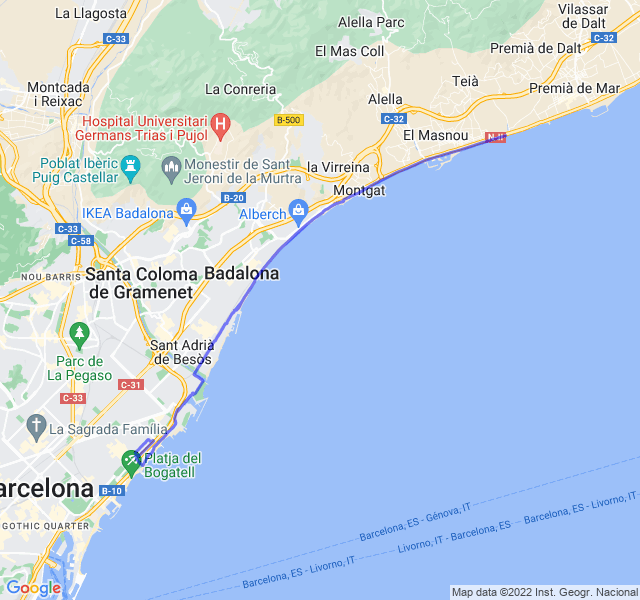 La Llagosta
C-33
Alella Parc
Vilassar
de Dalt
C-32
Premià de Dalt
El Mas Coll
Montcada
i Reixac
La Conreria
Teià
Premià de Mar
Alella
Hospital Universitari
Germans Trias i Pujol
H
B-500
C-32
El Masnou
N-II
Poblat Ibèric
Puig Castellar
Monestir de Sant
Jeroni de la Murtra
la Virreina
Montgat
B-20
IKEA Badalona
Alberch
C-33
C-58
NOU BARRIS
Santa Coloma
de Gramenet
Badalona
Sant Adrià
de Besòs
Parc de
La Pegaso
C-31
C-33
La Sagrada Família
Platja del
Bogatell
arcelona
B-10
GOTHIC QUARTER
Barcelona, ES - Gènova, IT
Livorno, IT - Barcelona, ES
Barcelona, ES - Livorno, IT
Barcelona, ES - Livorno, IT
Google
Map data ©2022 Inst. Geogr. Nacional